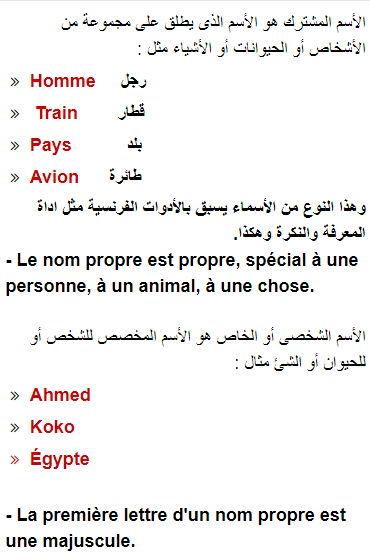 الأسم المشترك هو الأسم الذى يطلق على مجموعة من
الأشخاص أو الحيوانات أو الأشياء مثل :
» Homme رجل
» Train قطار
» Pays بلد
» Avion طائرة
وهذا النوع من الأسماء يسبق بالأدوات الفرنسية مثل اداة
المعرفة والنكرة وهكذا.
- Le nom propre est propre, spécial à une
personne, à un animal, à une chose.
الأسم الشخصى أو الخاص هو الأسم المخصص للشخص أو
للحيوان أو الشئ مثال :
» Ahmed
» Koko
» Égypte
- La première lettre d'un nom propre est
une majuscule.